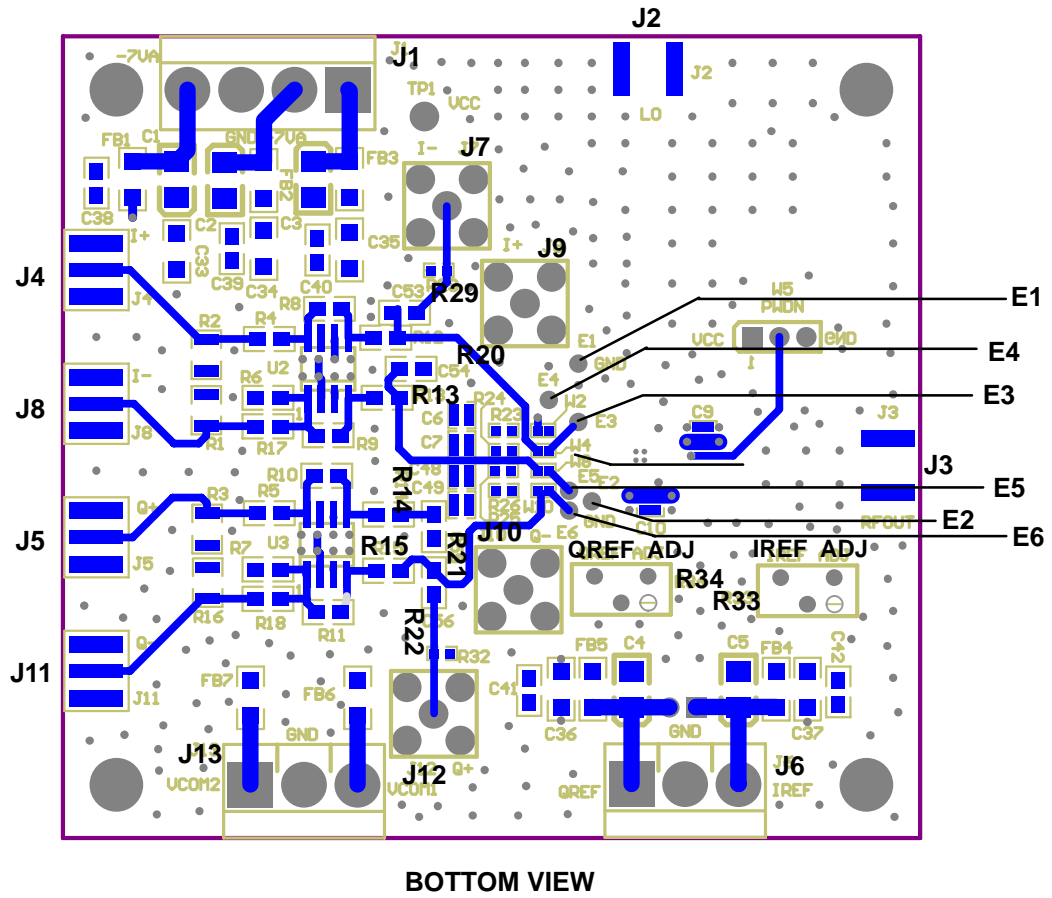 J2
J1
J1
-7VA
J2
LO
TP1
VCC
FB1
C1
GND
+7VA
FB3
I-
J7
C38
C2
FB2
C3
I+
C33
C39
C34
C40
C35
I+
J9
J4
J4
R29
E1
W5
PWDN
R8
C53
R2
R4
R20
E1
VCC
GND
1
E4
U2
C54
GND
I-
R6
R13
R24
E4
W2
E3
J8
J8
C6
R23
E3
C9
J3
R1
R17
R9
C7
W4
J3
R10
C48
W6
R14
C49
E5
E2
E5
Q+
R3
R5
R26
GND
C10
RFOUT
E2
J10
Q-
E6
E6
J5
J5
R7
U3
R15
R21
QREF ADJ
IREF ADJ
IREF ADJ
R34
R33
Q-
R16
R18
R11
C56
R22
J11
J11
R32
FB7
FB6
C41
FB5
C4
C5
FB4
C42
C36
GND
C37
J13
GND
J12
J12
Q+
J6
VCOM2
VCOM1
QREF
IREF
BOTTOM VIEW